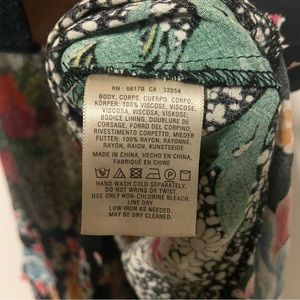 RN : 66170 CA : 32054
BODY, CORPS, CUERPO, CORPO,
KÖRPER: 100% VISCOSE, VISCOSE,
VISCOSA, VISCOSA, VISKOSE;
BODICE LINING, DOUBLURE DE
CORSAGE, FORRO DEL CORPINO,
RIVESTIMENTO CORPETTO, MIEDER
FUTTER: 100% RAYON, RAYONNE,
RAYÓN, RAION, KUNSTSEIDE
MADE IN CHINA, HECHO EN CHINA,
FABRIQUÉ EN CHINE
HAND WASH COLD SEPARATELY.
DO NOT WRING OR TWIST.
USE ONLY NON-CHLORINE BLEACH.
LINE DRY.
LOW IRON AS NEEDED.
MAY BE DRY CLEANED.